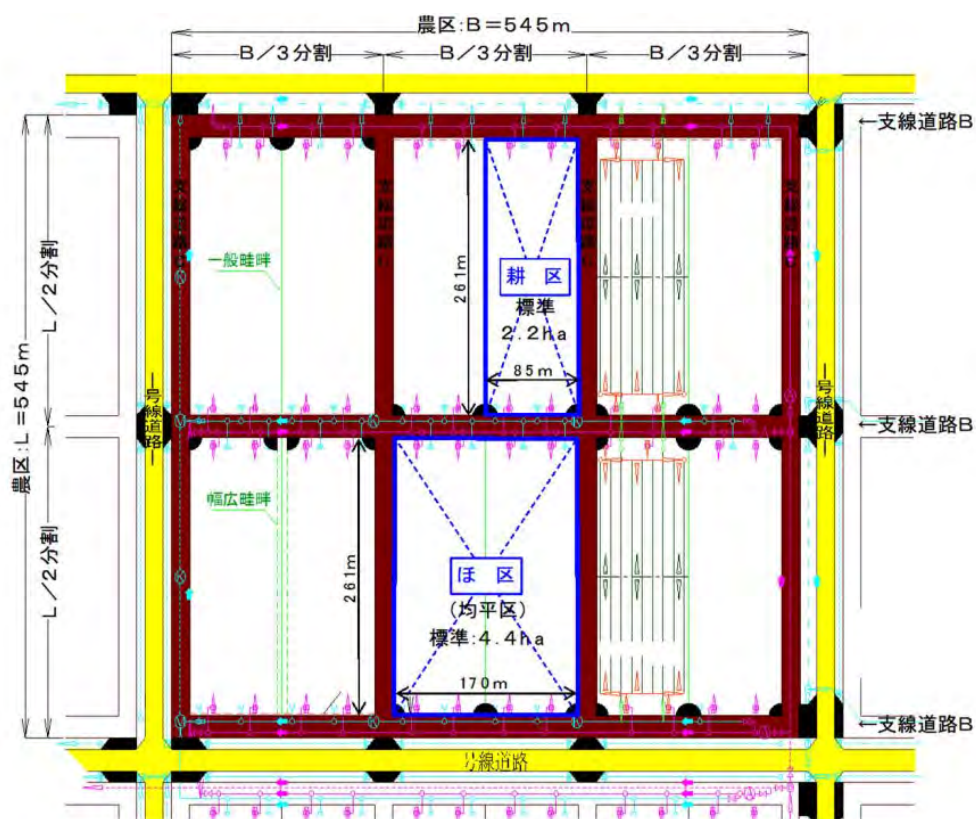 農区:B=545m
B/3分割
B/3分割
B/3分割
←支線道路B
農区:L=545m
L/2分割
一般畦畔
261m
耕 区
標準
2.2ha
85m
号線道路
号線道路
←支線道路B
L/2分割
幅広畦畔
261m
ほ 区
(均平区)
標準:4.4ha
170m
←支線道路B
号線道路